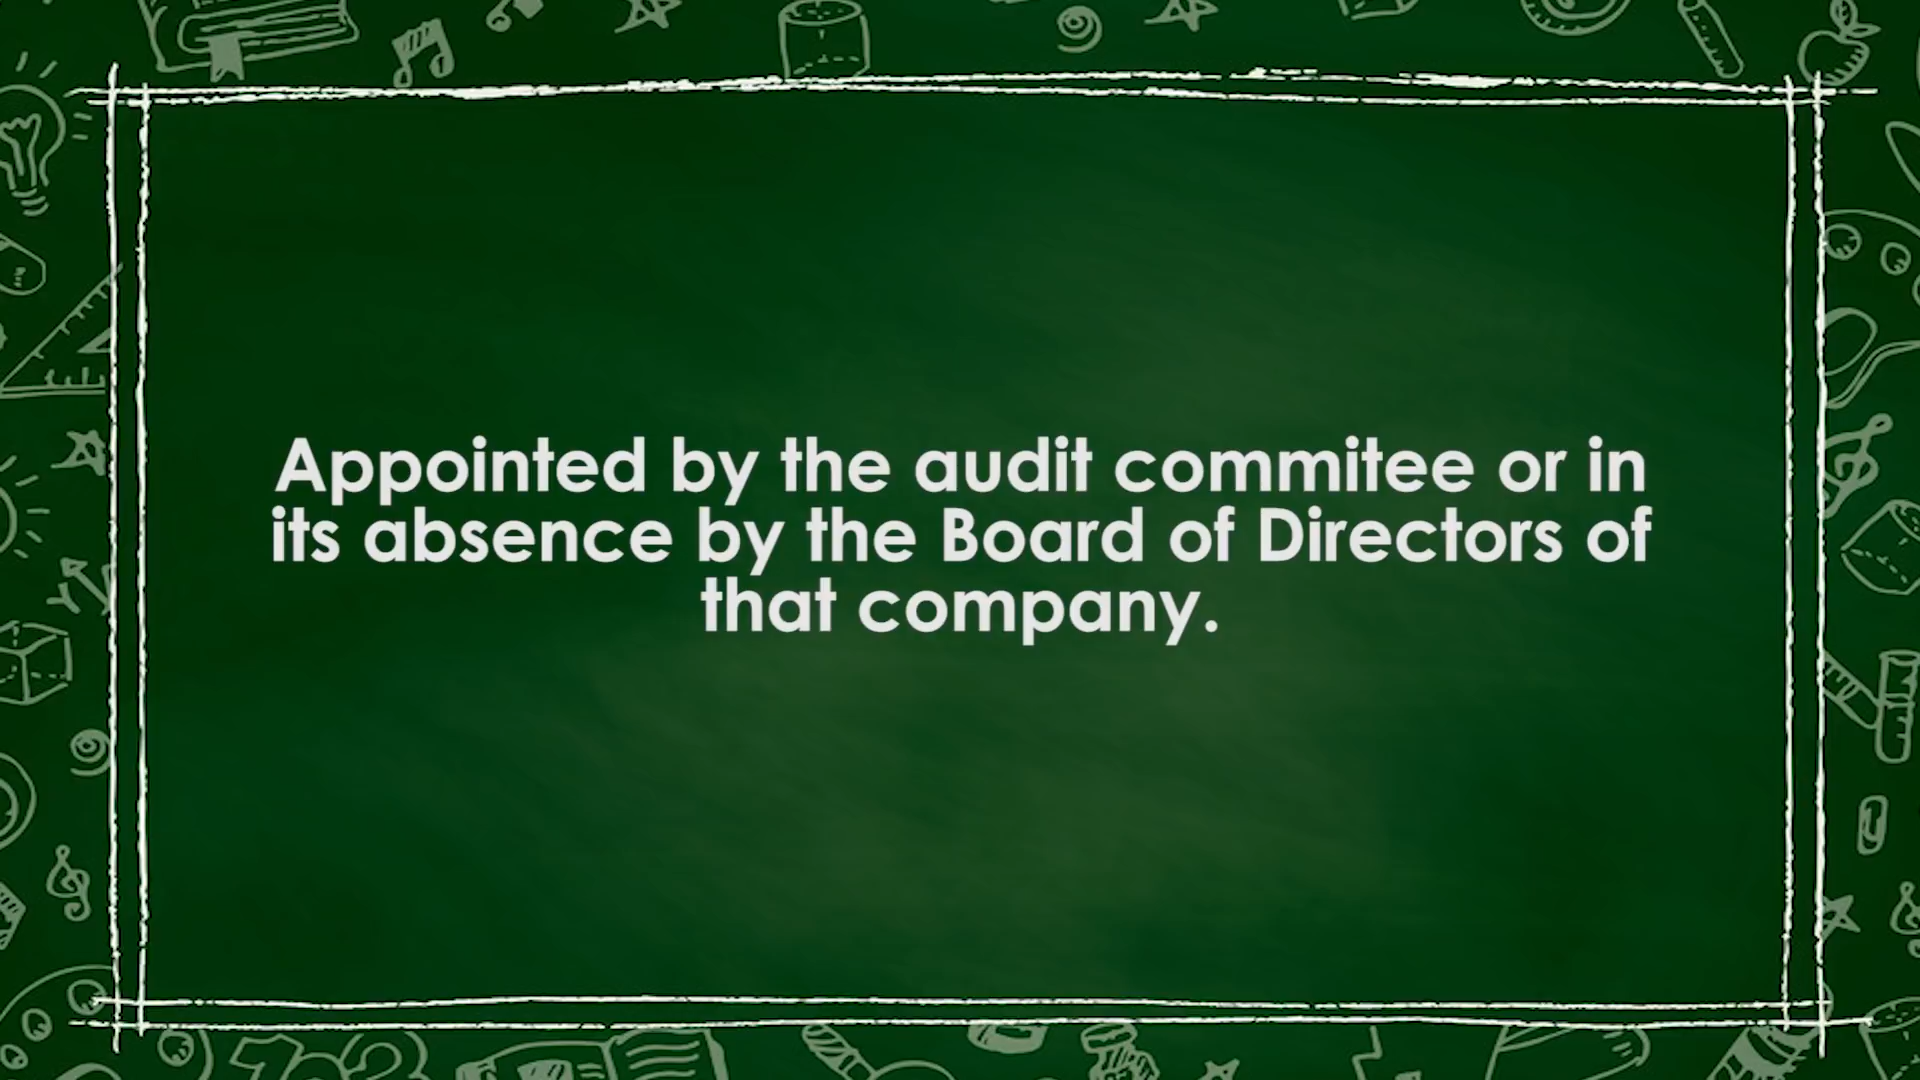 Appointed by the audit commitee or in
its absence by the Board of Directors of
that company.